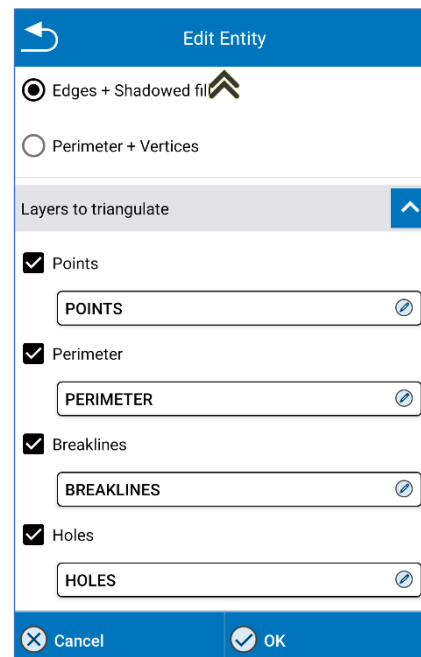 Edit Entity
Edges + Shadowed fil
Perimeter + Vertices
Layers to triangulate
Points
POINTS
Perimeter
PERIMETER
Breaklines
BREAKLINES
Holes
HOLES
Cancel
OK